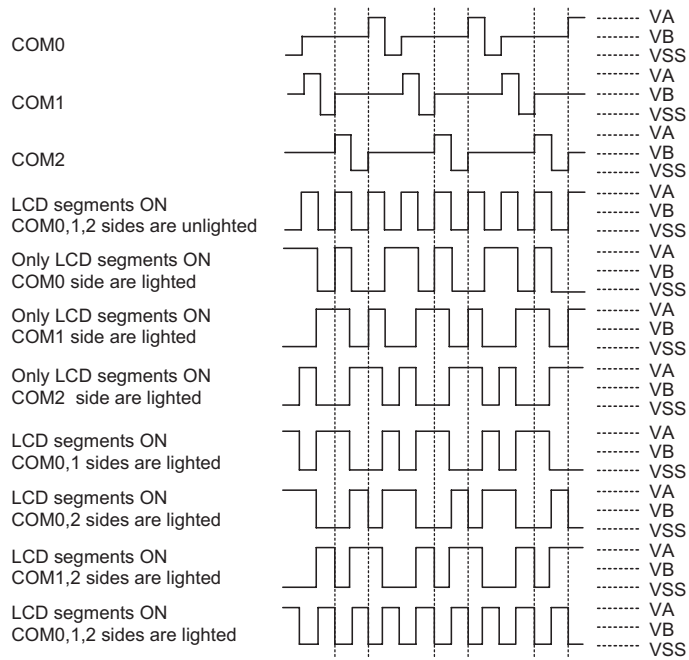 VA
COM0
VB
VSS
VA
COM1
VB
VSS
VA
COM2
VB
VSS
VA
LCD segments ON
VB
COM0,1,2 sides are unlighted
VSS
VA
Only LCD segments ON
VB
COM0 side are lighted
VSS
VA
Only LCD segments ON
VB
COM1 side are lighted
VSS
VA
Only LCD segments ON
VB
COM2 side are lighted
VSS
VA
LCD segments ON
VB
COM0,1 sides are lighted
VSS
VA
LCD segments ON
VB
COM0,2 sides are lighted
VSS
VA
LCD segments ON
VB
COM1,2 sides are lighted
VSS
VA
LCD segments ON
VB
COM0,1,2 sides are lighted
VSS